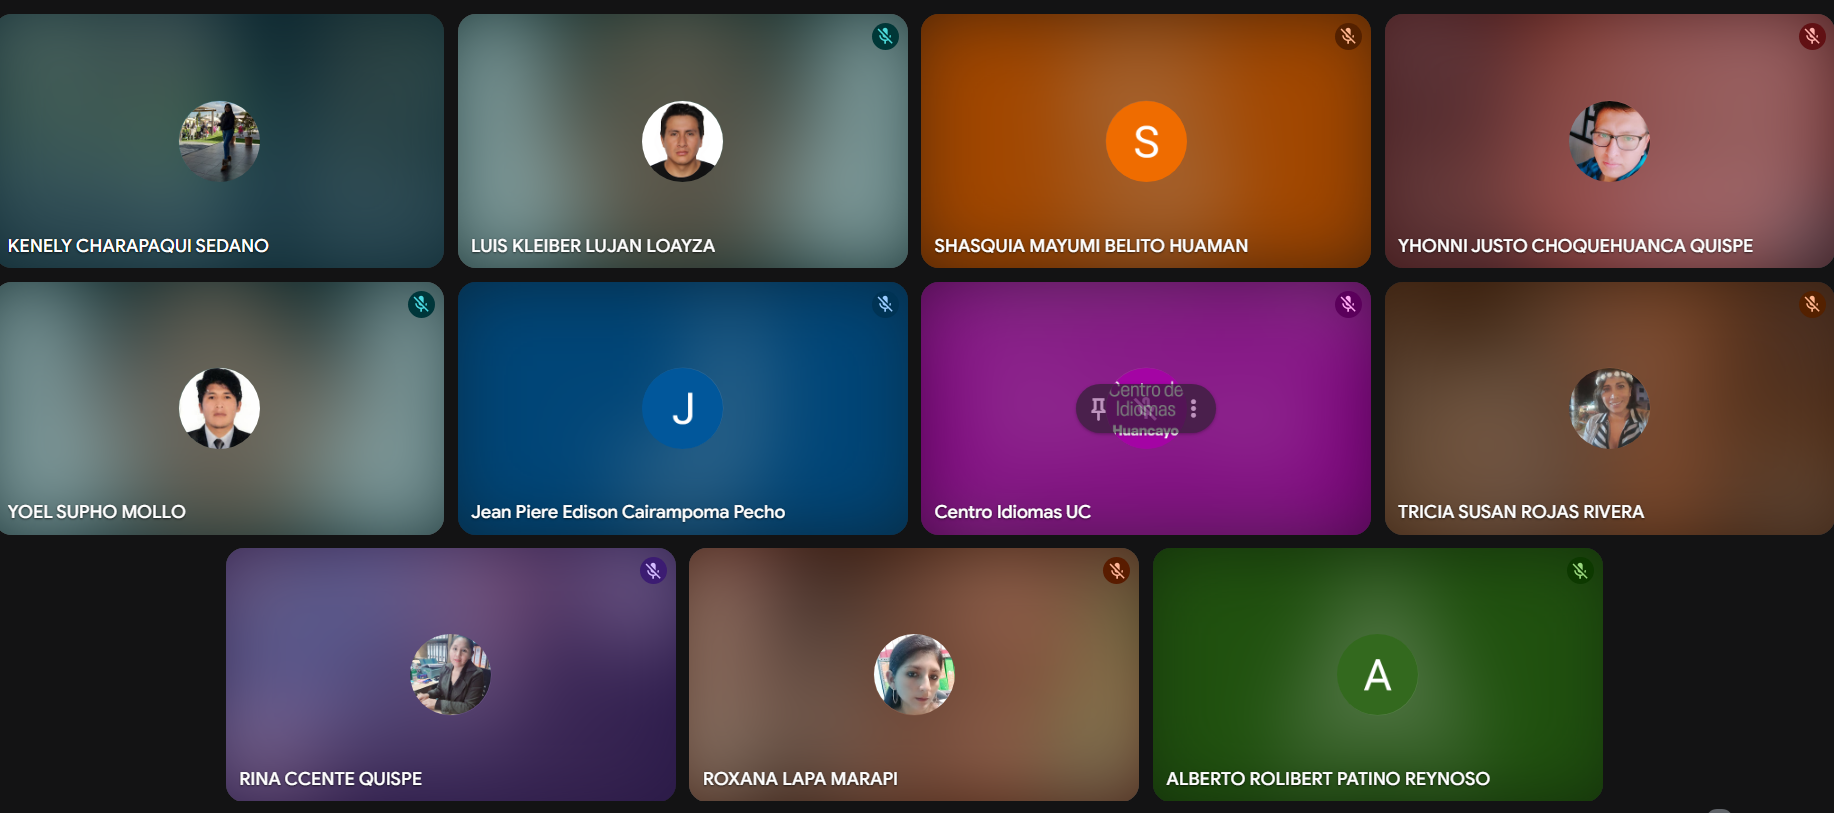 KENELY CHARAPAQUI SEDANO
LUIS KLEIBER LUJAN LOAYZA
S
SHASQUIA MAYUMI BELITO HUAMAN
YHONNI JUSTO CHOQUEHUANCA QUISPE
YOEL SUPHO MOLLO
J
Jean Piere Edison Cairampoma Pecho
Centro de
Idiomas
Huancayo
Centro Idiomas UC
TRICIA SUSAN ROJAS RIVERA
RINA CCENTE QUISPE
ROXANA LAPA MARAPI
A
ALBERTO ROLIBERT PATINO REYNOSO